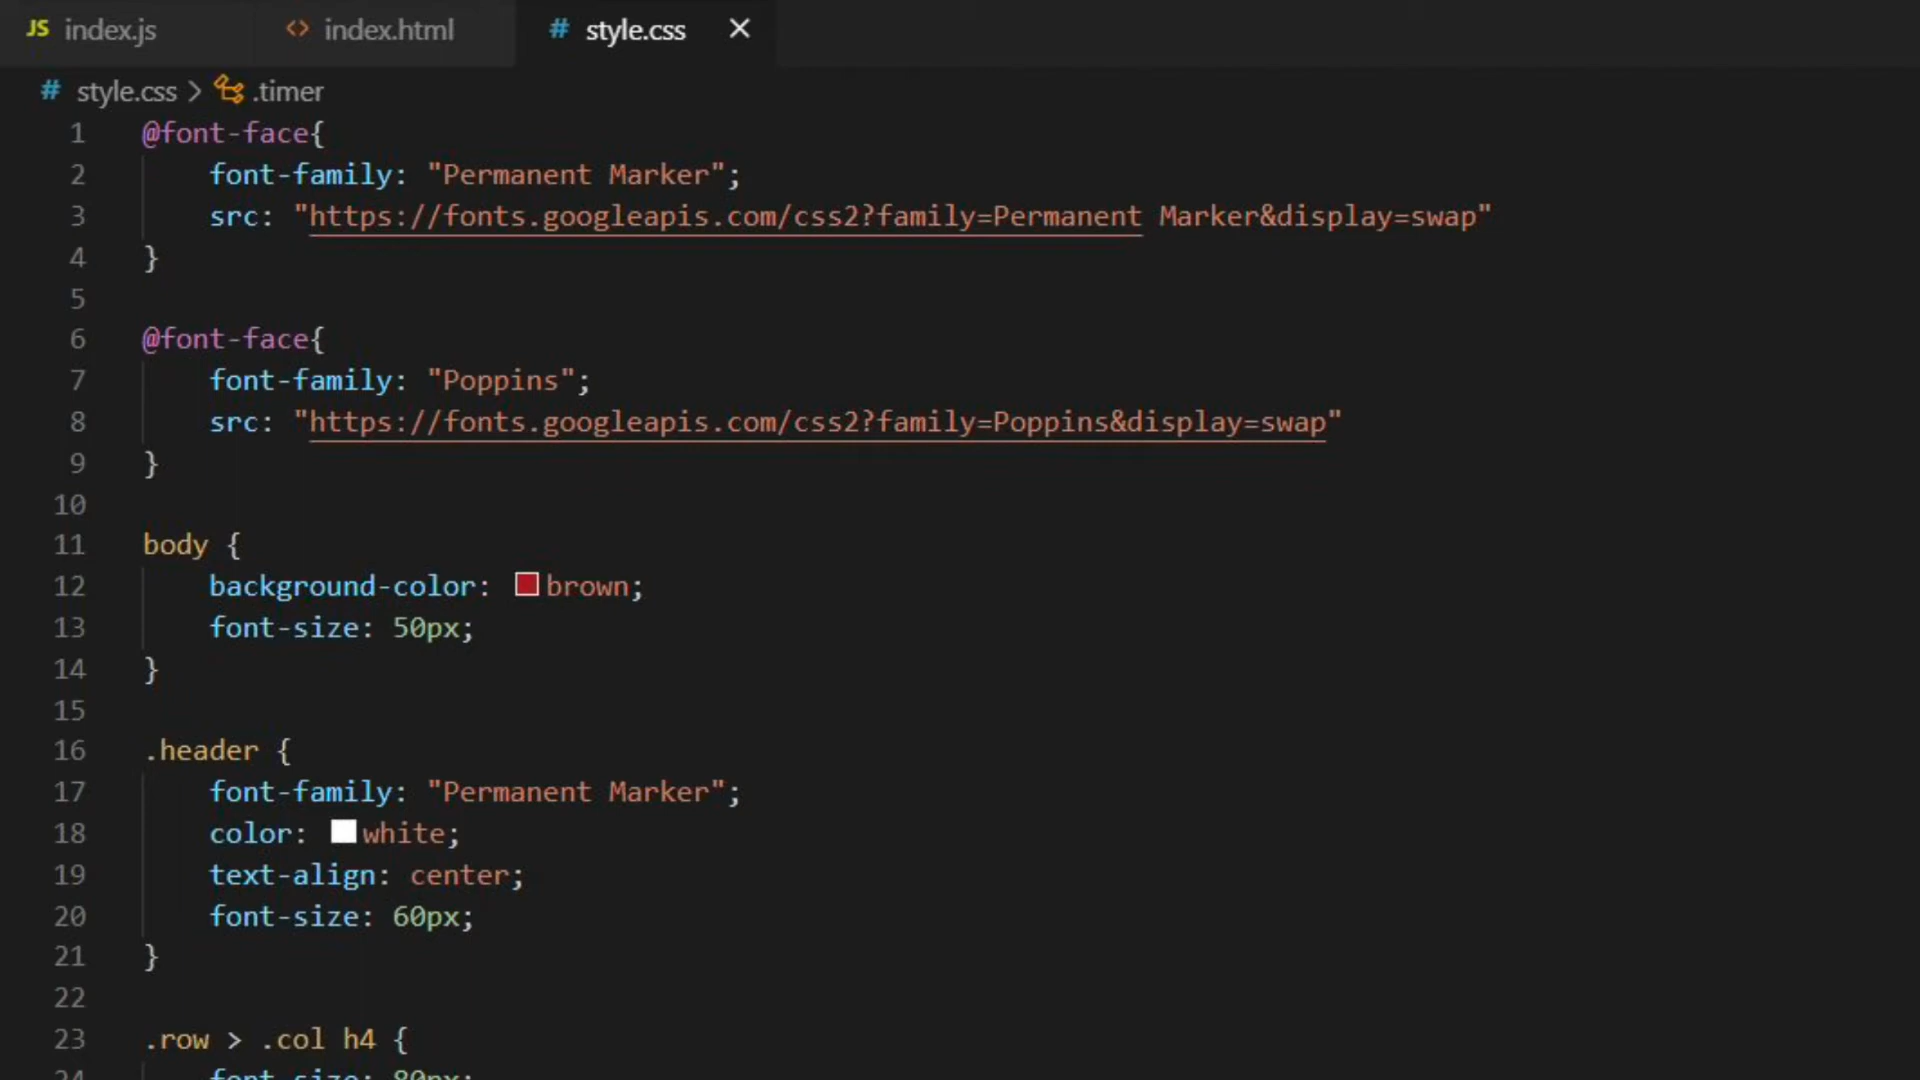 JS index.js <> index.html # style.css ×
# style.css > .timer
1 @font-face{
2 font-family: "Permanent Marker";
3 src: "https://fonts.googleapis.com/css2?family=Permanent Marker&display=swap"
4 }
5
6 @font-face{
7 font-family: "Poppins";
8 src: "https://fonts.googleapis.com/css2?family=Poppins&display=swap"
9 }
10
11 body {
12 background-color: brown;
13 font-size: 50px;
14 }
15
16 .header {
17 font-family: "Permanent Marker";
18 color: white;
19 text-align: center;
20 font-size: 60px;
21 }
22
23 .row > .col h4 {
24 font-size: 80px;